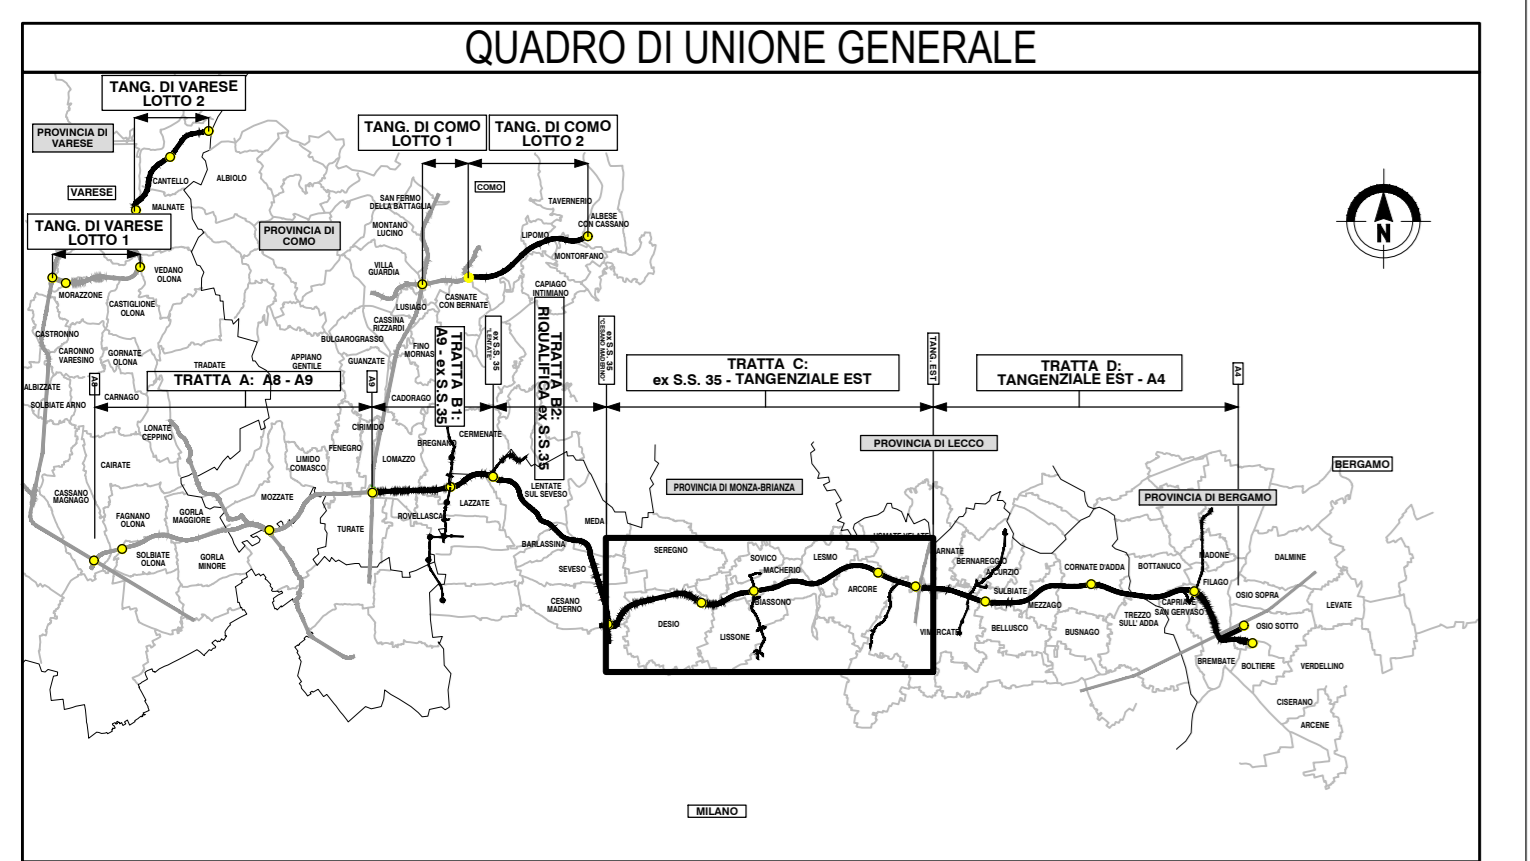 QUADRO DI UNIONE GENERALE
TANG. DI VARESE
LOTTO 2
PROVINCIA DI
VARESE
VARESE
CANTELLO
ALBIOLO
MALNATE
TANG. DI VARESE
LOTTO 1
PROVINCIA DI
COMO
TANG. DI COMO
LOTTO 1
TANG. DI COMO
LOTTO 2
COMO
SAN FERMO
DELLA BATTAGLIA
MONTANO
LUCINO
TAVERNERIO
ALBESE
CON CASSANO
LIPOMO
MONTORFANO
VILLA
GUARDIA
CAPIAGO
INTIMIANO
CASNATE
CON BERNATE
LUSIAGO
CASSINA
RIZZARDI
BULGAROGRASSO
FINO
MORNAS
GUANZATE
VEDANO
OLONA
MORAZZONE
CASTIGLIONE
OLONA
CASTRONNO
CARONNO
VARESINO
GORNATE
OLONA
TRADATE
APPIANO
GENTILE
ALBIZZATE
SOLBIATE ARNO
CARNAGO
A8
TRATTA A: A8 - A9
A9
CADORAGO
TRATTA B1:
A9 - ex S.S.35
ex S.S. 35
"LENTATE"
TRATTA B2:
RIQUALIFICA ex S.S.35
ex S.S. 35
"CESANO MADERNO"
TRATTA C:
ex S.S. 35 - TANGENZIALE EST
TANG. EST
TRATTA D:
TANGENZIALE EST - A4
A4
N
LONATE
CEPPINO
CIRIMIDO
FENEGRO
LIMIDO
COMASCO
LOMAZZO
BREGNANO
CERMENATE
CAIRATE
CASSANO
MAGNAGO
MOZZATE
FAGNANO
OLONA
GORLA
MAGGIORE
SOLBIATE
OLONA
GORLA
MINORE
TURATE
ROVELLASCA
LAZZATE
LENTATE
SUL SEVESO
MEDA
BARLASSINA
SEVESO
CESANO
MADERNO
PROVINCIA DI MONZA-BRIANZA
PROVINCIA DI LECCO
BERGAMO
PROVINCIA DI BERGAMO
SEREGNO
SOVICO
MACHERIO
LESMO
BIASSONO
ARCORE
DESIO
LISSONE
BERNAREGGIO
SULBIATE
MEZZAGO
VIMERCATE
BELLUSCO
CORNATE D'ADDA
BUSNAGO
BOTTANUCO
TREZZO
SULL' ADDA
CAPRIATE
SAN GERVASO
MADONE
FILAGO
DALMINE
OSIO SOPRA
OSIO SOTTO
LEVATE
BREMBATE
BOLTIERE
VERDELLINO
CISERANO
ARCENE
MILANO